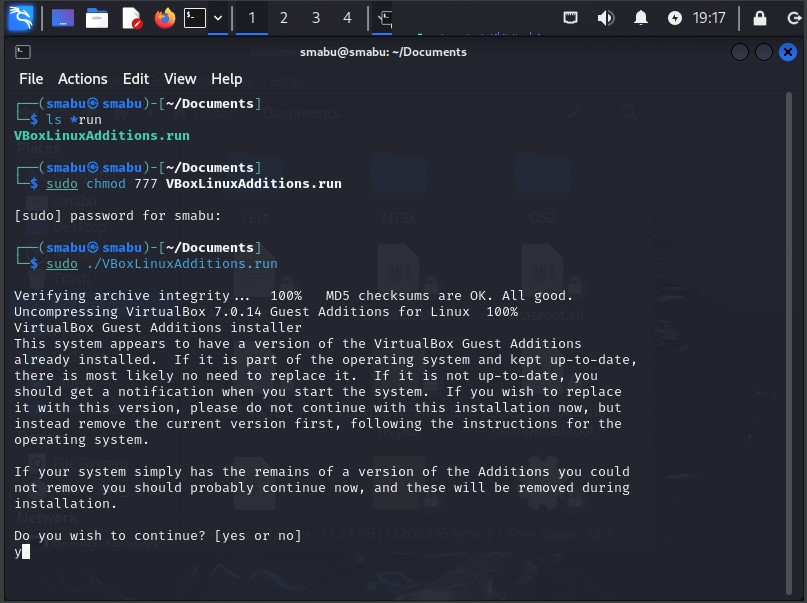 1 2 3 4 19:17
smabu@smabu: ~/Documents
File Actions Edit View Help
┌──(smabu㉿smabu)-[~/Documents]
└─$ ls *run
VBoxLinuxAdditions.run
┌──(smabu㉿smabu)-[~/Documents]
└─$ sudo chmod 777 VBoxLinuxAdditions.run
[sudo] password for smabu:
┌──(smabu㉿smabu)-[~/Documents]
└─$ sudo ./VBoxLinuxAdditions.run
Verifying archive integrity... 100% MD5 checksums are OK. All good.
Uncompressing VirtualBox 7.0.14 Guest Additions for Linux 100%
VirtualBox Guest Additions installer
This system appears to have a version of the VirtualBox Guest Additions
already installed. If it is part of the operating system and kept up-to-date,
there is most likely no need to replace it. If it is not up-to-date, you
should get a notification when you start the system. If you wish to replace
it with this version, please do not continue with this installation now, but
instead remove the current version first, following the instructions for the
operating system.
If your system simply has the remains of a version of the Additions you could
not remove you should probably continue now, and these will be removed during
installation.
Do you wish to continue? [yes or no]
y